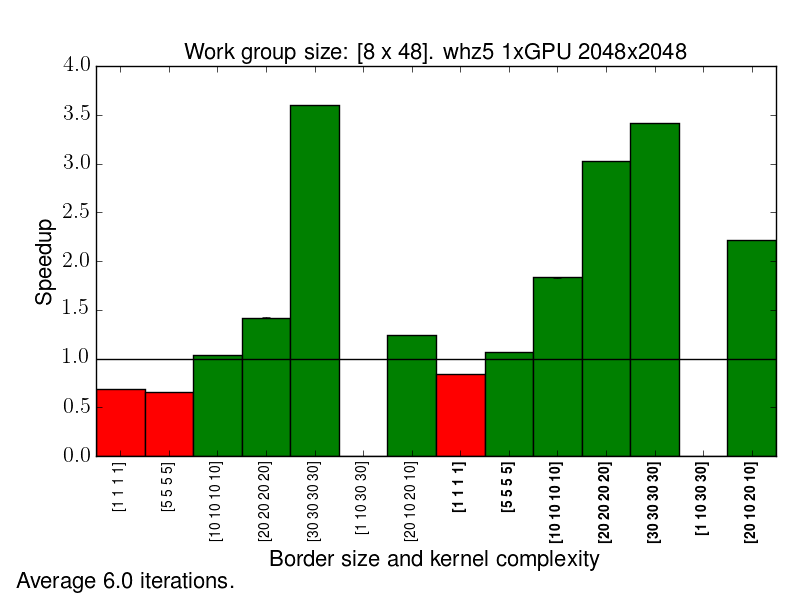 Work group size: [8 x 48]. whz5 1xGPU 2048x2048
4.0
3.5
3.0
2.5
2.0
1.5
1.0
0.5
0.0
Speedup
[1 1 1 1]
[5 5 5 5]
[10 10 10 10]
[20 20 20 20]
[30 30 30 30]
[1 10 30 30]
[20 10 20 10]
[1 1 1 1]
[5 5 5 5]
[10 10 10 10]
[20 20 20 20]
[30 30 30 30]
[1 10 30 30]
[20 10 20 10]
Border size and kernel complexity
Average 6.0 iterations.